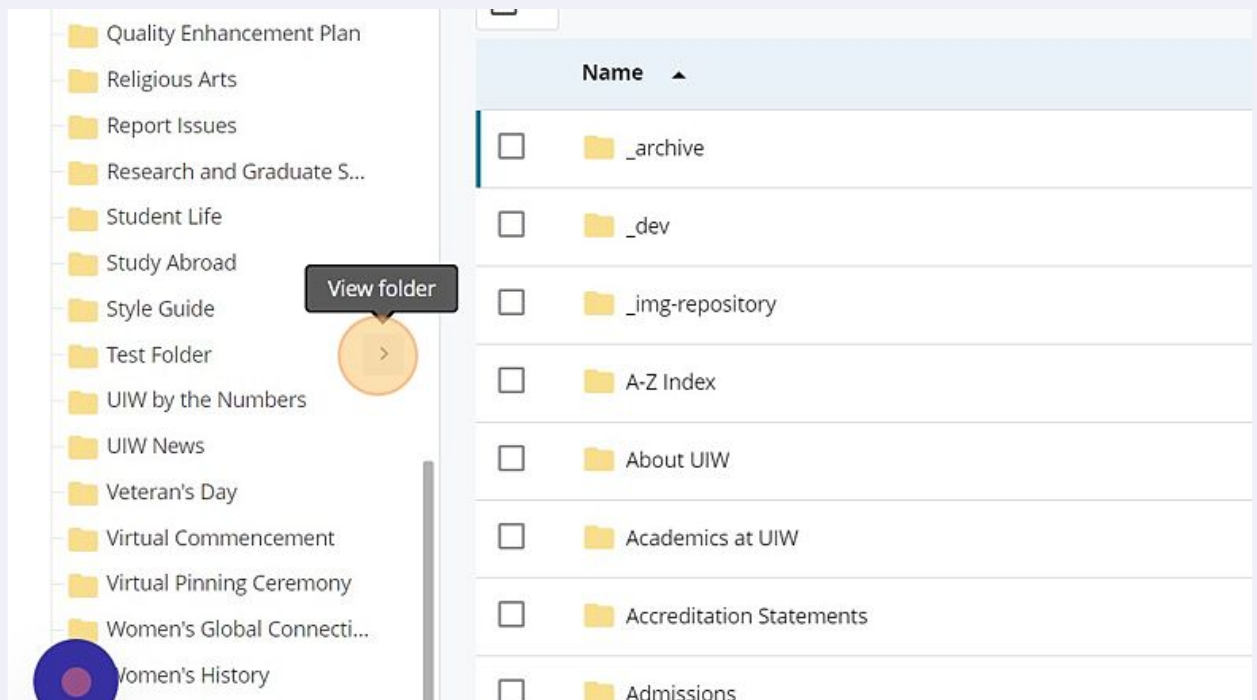 Quality Enhancement Plan
Religious Arts
Report Issues
Research and Graduate S...
Student Life
Study Abroad
View folder
Style Guide
Test Folder
UIW by the Numbers
UIW News
Veteran's Day
Virtual Commencement
Virtual Pinning Ceremony
Women's Global Connecti...
Women's History
Name
_archive
_dev
_img-repository
A-Z Index
About UIW
Academics at UIW
Accreditation Statements
Admissions